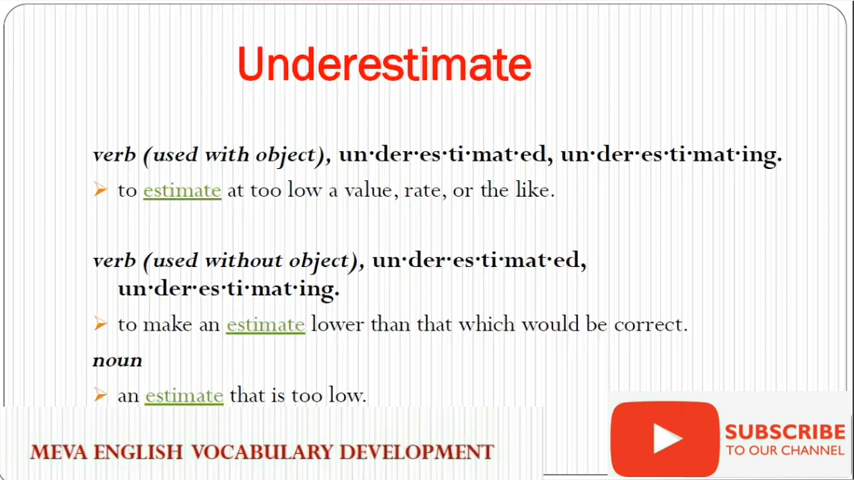 Underestimate
verb (used with object), un·der·es·ti·mat·ed, un·der·es·ti·mat·ing.
to estimate at too low a value, rate, or the like.
verb (used without object), un·der·es·ti·mat·ed,
un·der·es·ti·mat·ing.
to make an estimate lower than that which would be correct.
noun
an estimate that is too low.
MEVA ENGLISH VOCABULARY DEVELOPMENT
SUBSCRIBE
TO OUR CHANNEL